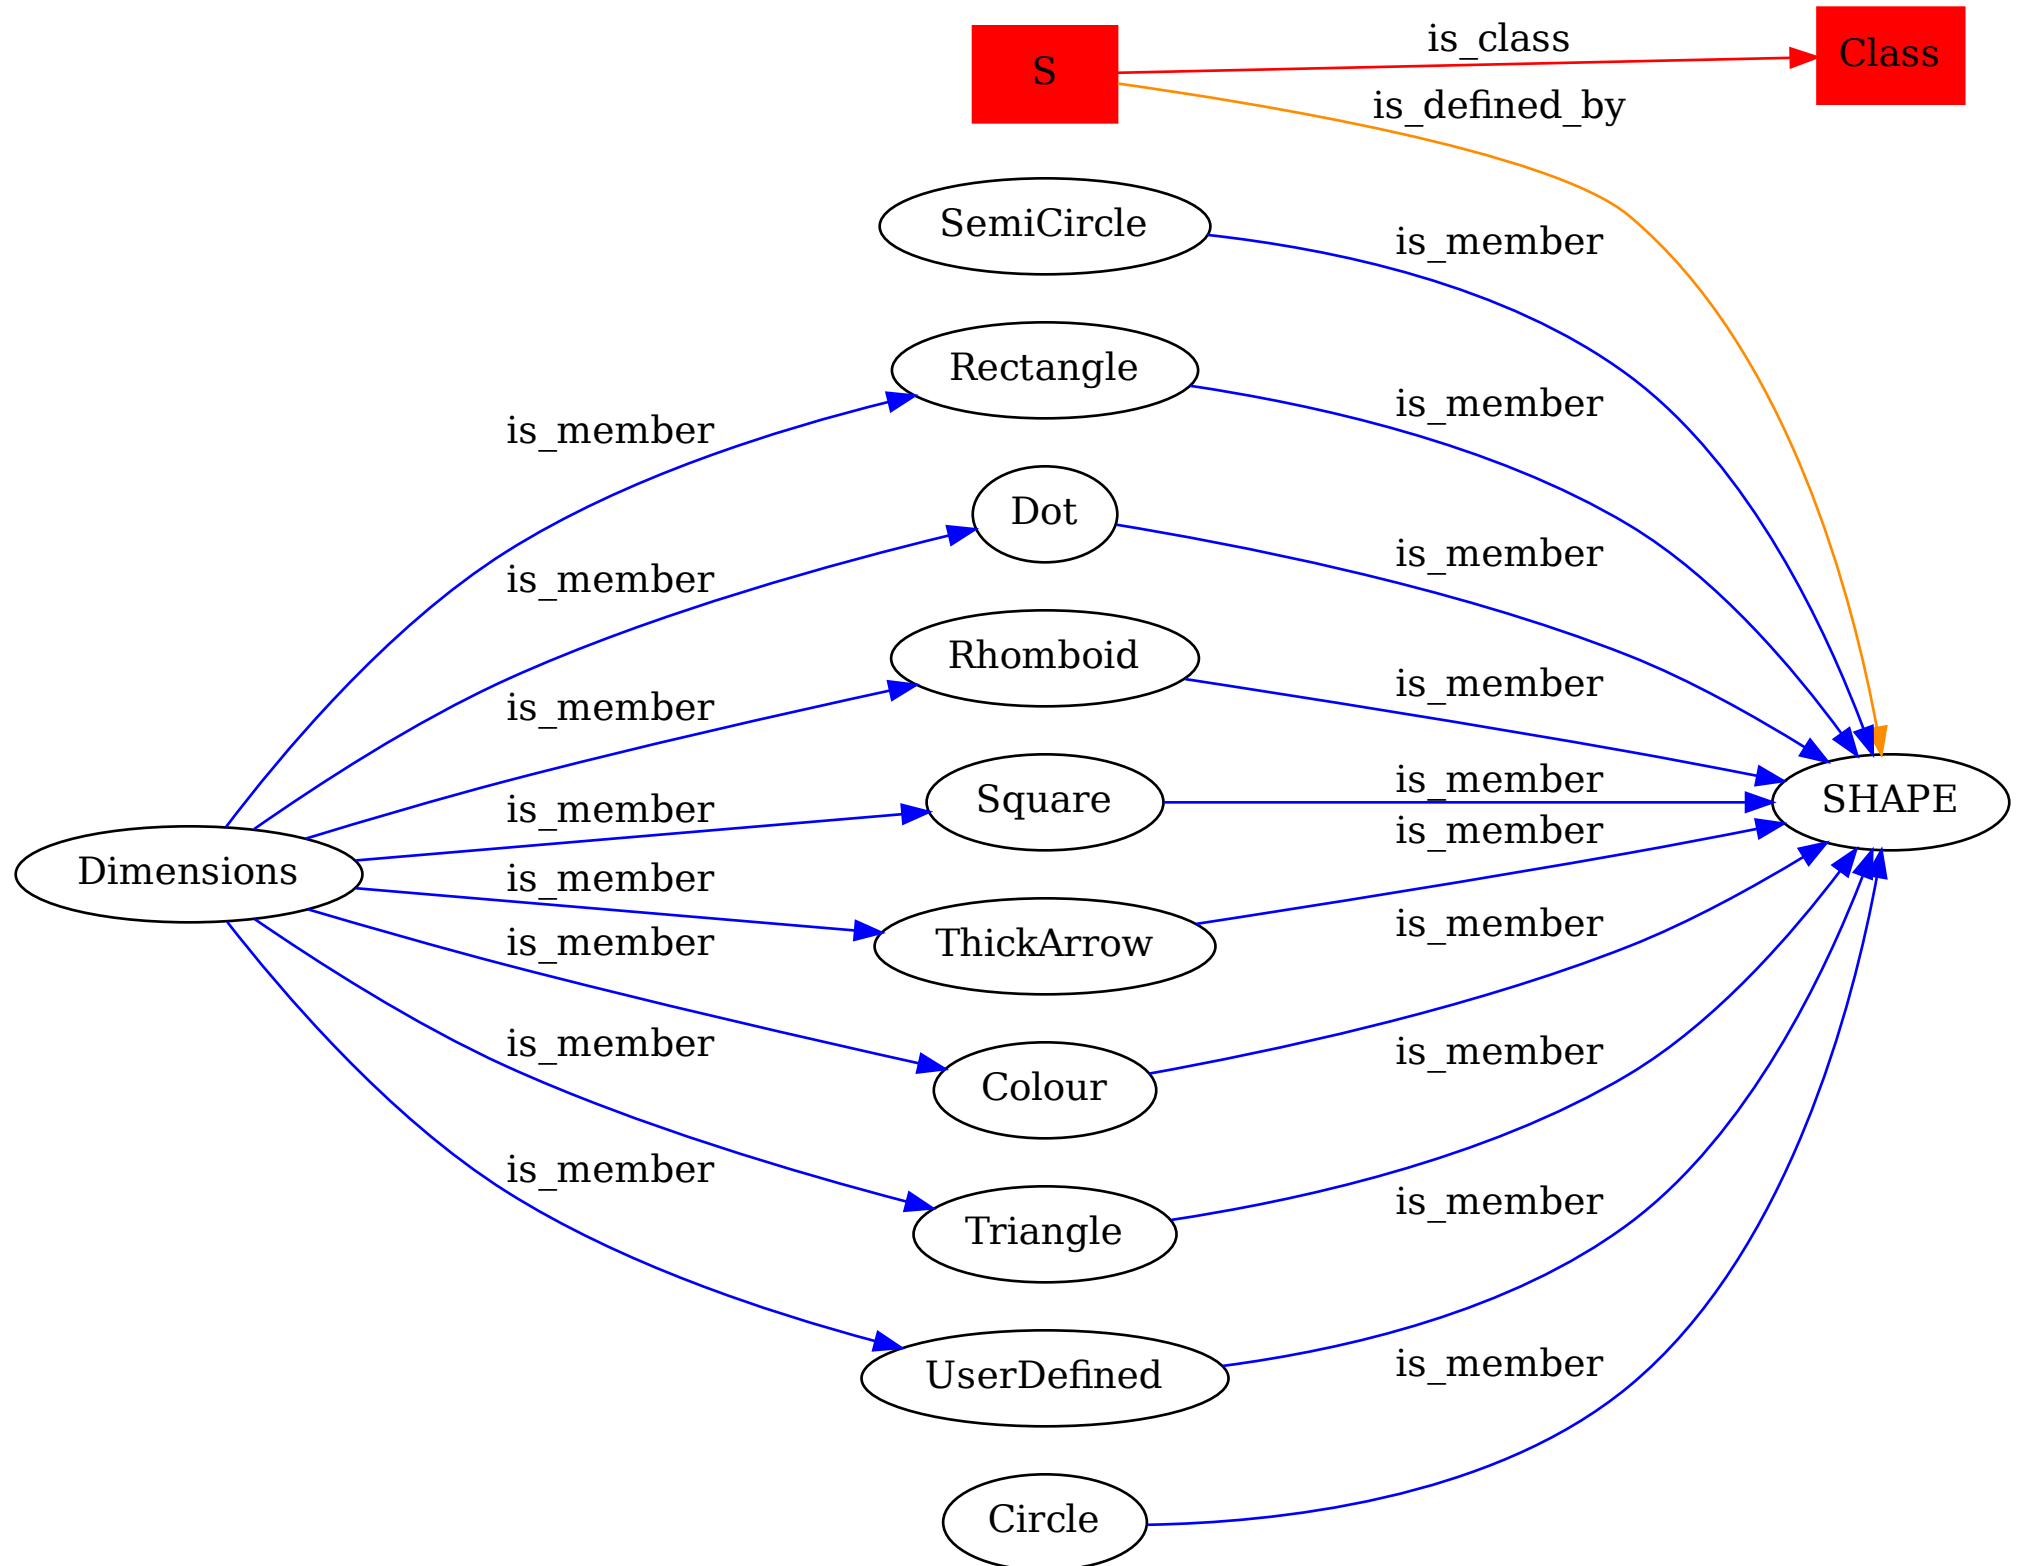 S
is_class
Class
is_defined_by
SemiCircle
is_member
Rectangle
is_member
is_member
Dot
is_member
is_member
Rhomboid
is_member
is_member
Square
is_member
is_member
SHAPE
Dimensions
is_member
is_member
ThickArrow
is_member
is_member
Colour
is_member
is_member
Triangle
is_member
is_member
UserDefined
is_member
Circle